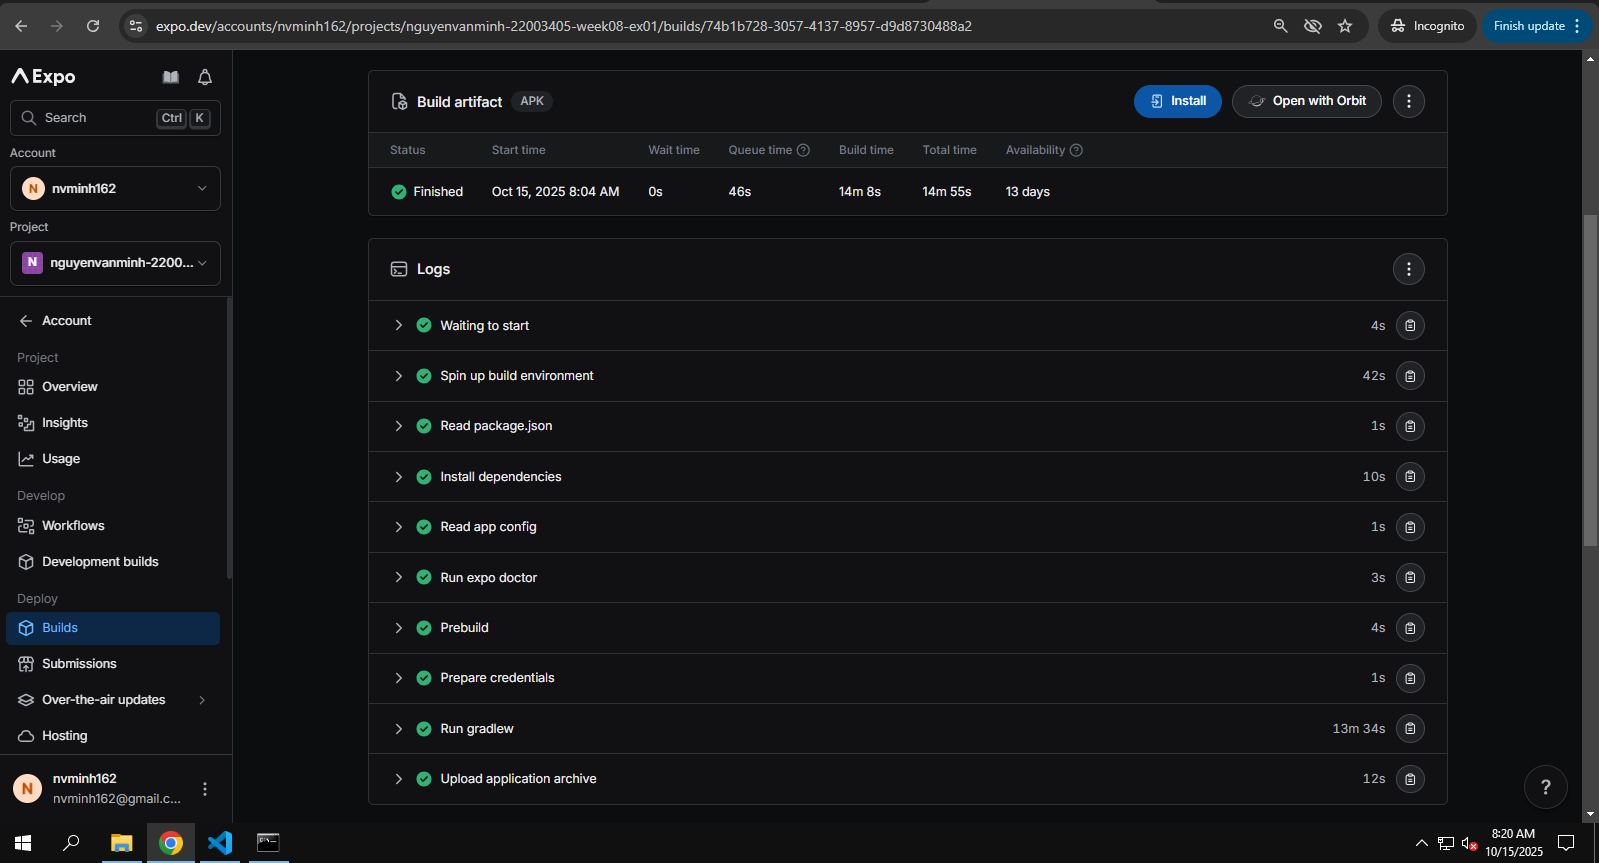 expo.dev/accounts/nvminh162/projects/nguyenvanminh-22003405-week08-ex01/builds/74b1b728-3057-4137-8957-d9d8730488a2
Incognito
Finish update
Expo
Search
Ctrl
K
Account
N
nvminh162
Project
N
nguyenvanminh-2200...
Account
Project
Overview
Insights
Usage
Develop
Workflows
Development builds
Deploy
Builds
Submissions
Over-the-air updates
Hosting
N
nvminh162
nvminh162@gmail.c...
Build artifact APK
Install
Open with Orbit
Status Start time Wait time Queue time Build time Total time Availability
Finished Oct 15, 2025 8:04 AM 0s 46s 14m 8s 14m 55s 13 days
Logs
Waiting to start 4s
Spin up build environment 42s
Read package.json 1s
Install dependencies 10s
Read app config 1s
Run expo doctor 3s
Prebuild 4s
Prepare credentials 1s
Run gradlew 13m 34s
Upload application archive 12s
?
8:20 AM
10/15/2025